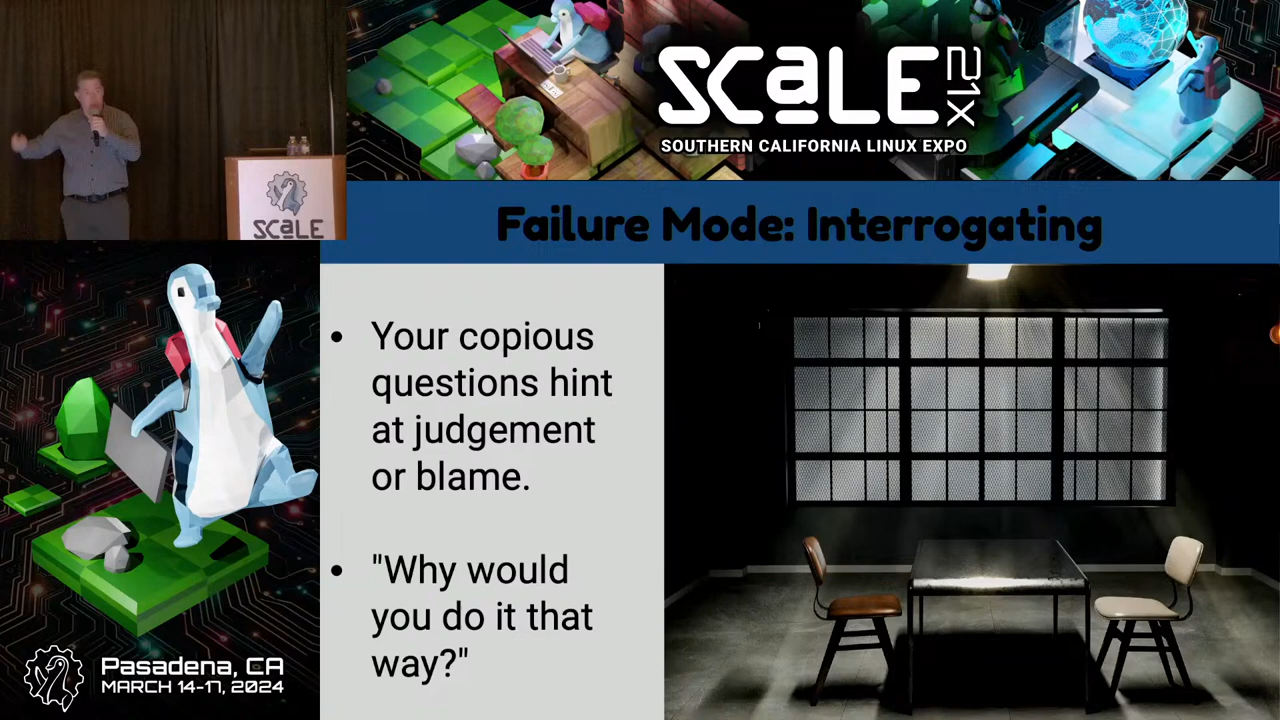 SCaLE 21x
SOUTHERN CALIFORNIA LINUX EXPO
SCaLE
Failure Mode: Interrogating
• Your copious
questions hint
at judgement
or blame.
• "Why would
you do it that
way?"
Pasadena, CA
MARCH 14-17, 2024